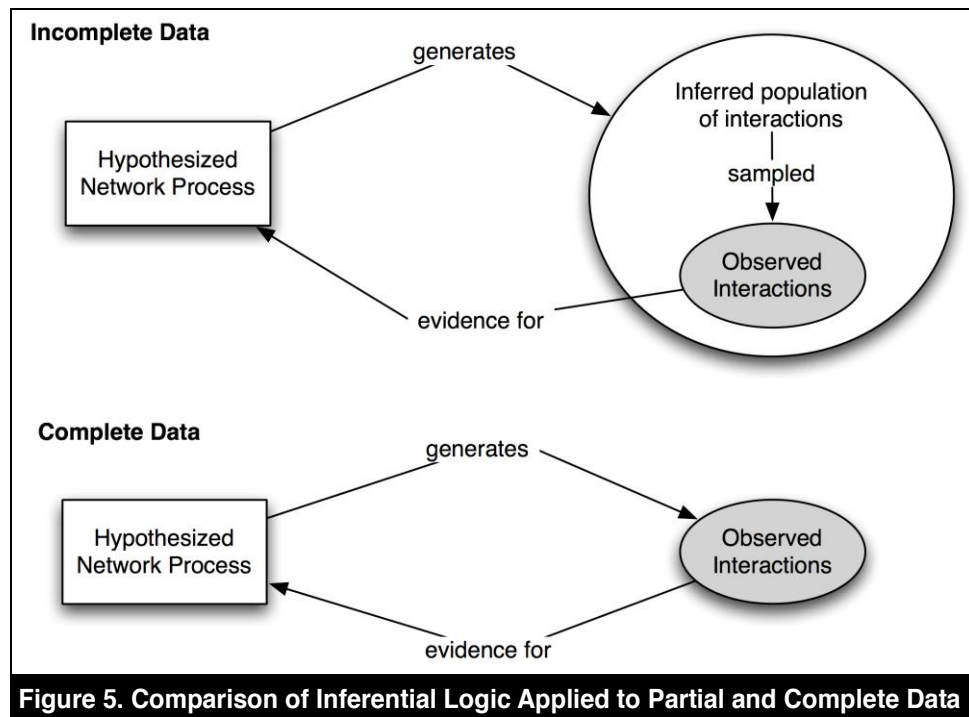 Incomplete Data
generates
Inferred population
of interactions
Hypothesized
Network Process
sampled
Observed
Interactions
evidence for
Complete Data
generates
Hypothesized
Network Process
Observed
Interactions
evidence for
Figure 5. Comparison of Inferential Logic Applied to Partial and Complete Data